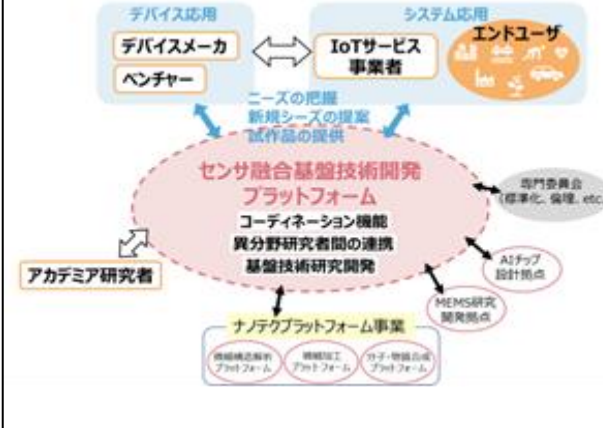 デバイス応用
システム応用
デバイスメーカ
ベンチャー
IoTサービス
事業者
エンドユーザ
ニーズの把握
新規シーズの提案
試作品の提供
センサ融合基盤技術開発
プラットフォーム
コーディネーション機能
異分野研究者間の連携
基盤技術研究開発
専門委員会
(標準化、倫理、etc.
アカデミア研究者
AIチップ
設計拠点
MEMS研究
開発拠点
ナノテクプラットフォーム事業
微細構造解析
プラットフォーム
微細加工
プラットフォーム
分子・物質合成
プラットフォーム